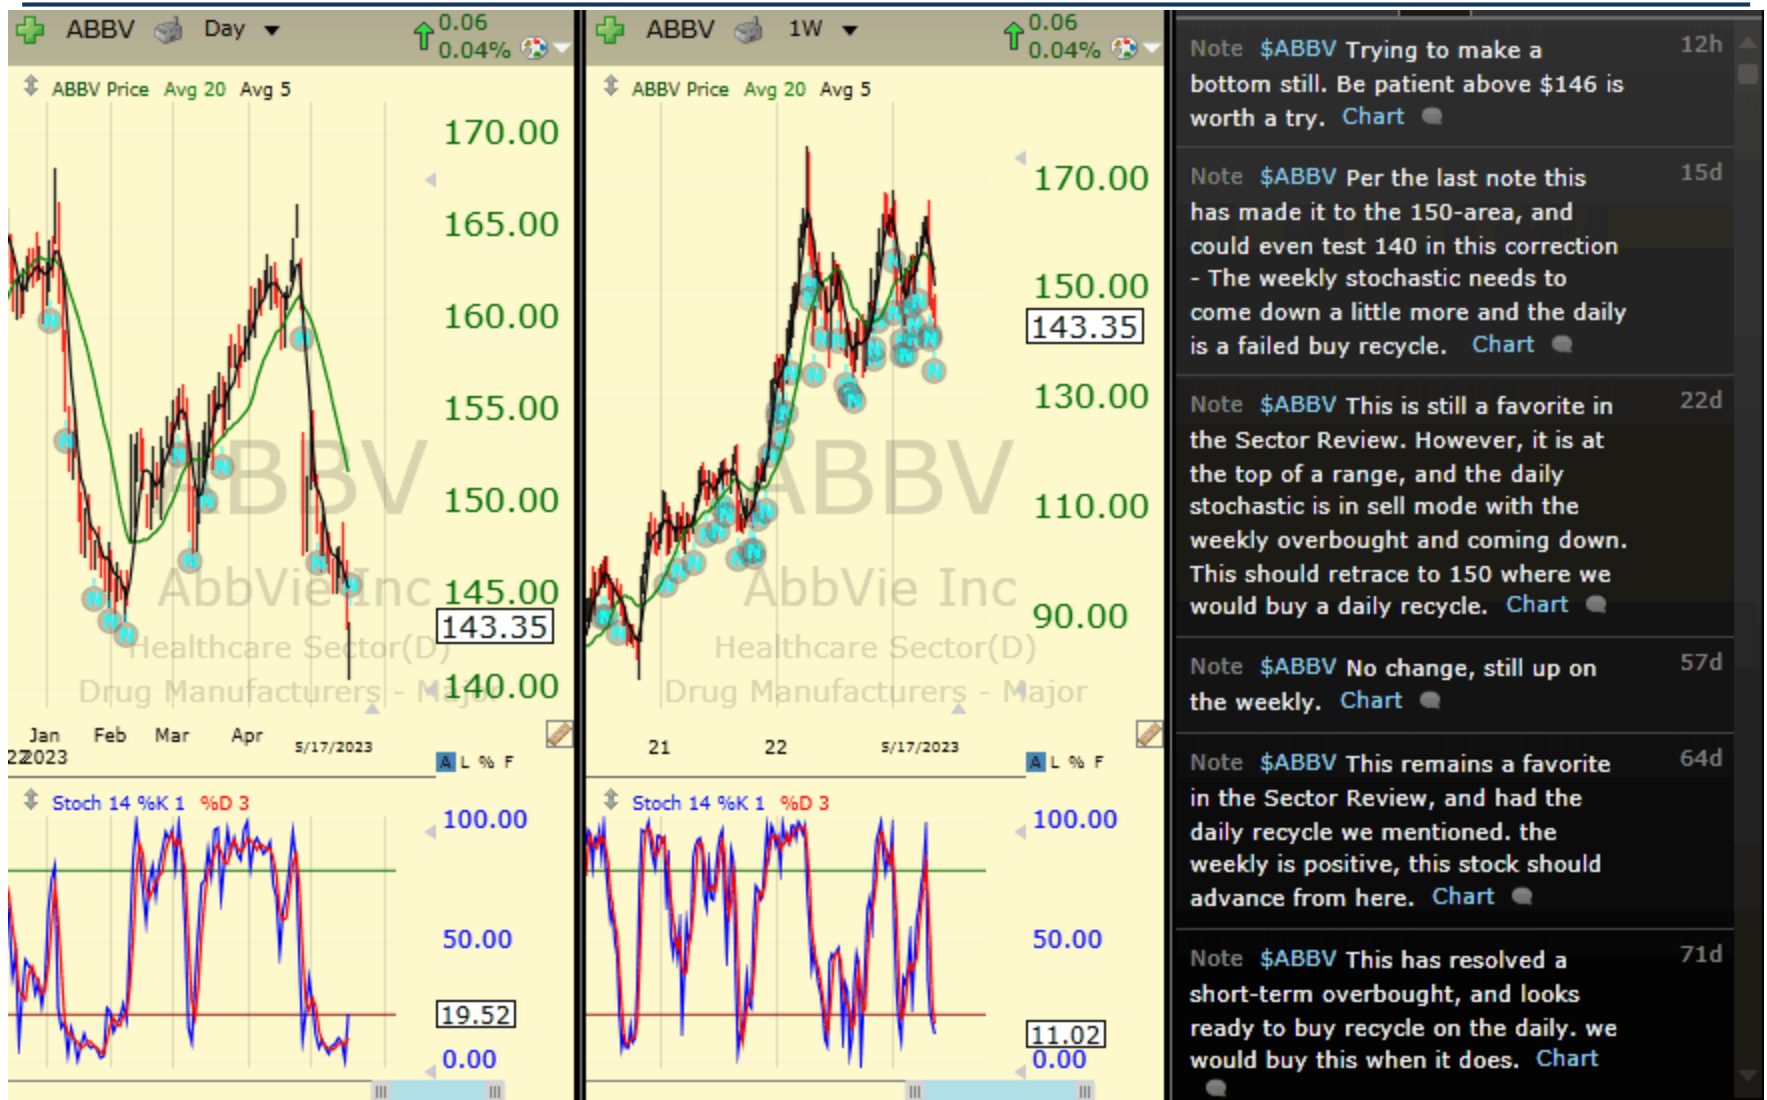 ABBV Day
0.06
0.04%
ABBV Price Avg 20 Avg 5
170.00
165.00
160.00
155.00
150.00
145.00
143.35
140.00
ABBV
AbbVie Inc
Healthcare Sector(D)
Drug Manufacturers - Major
N N N N N N N N N N N N N
Jan Feb Mar Apr 5/17/2023
222023
A L % F
Stoch 14 %K 1 %D 3
100.00
50.00
19.52
0.00
ABBV 1W
0.06
0.04%
ABBV Price Avg 20 Avg 5
170.00
150.00
143.35
130.00
110.00
90.00
ABBV
AbbVie Inc
Healthcare Sector(D)
Drug Manufacturers - Major
21 22 5/17/2023
A L % F
Stoch 14 %K 1 %D 3
100.00
50.00
11.02
0.00
Note $ABBV Trying to make a 12h
bottom still. Be patient above $146 is
worth a try. Chart
Note $ABBV Per the last note this 15d
has made it to the 150-area, and
could even test 140 in this correction
- The weekly stochastic needs to
come down a little more and the daily
is a failed buy recycle. Chart
Note $ABBV This is still a favorite in 22d
the Sector Review. However, it is at
the top of a range, and the daily
stochastic is in sell mode with the
weekly overbought and coming down.
This should retrace to 150 where we
would buy a daily recycle. Chart
Note $ABBV No change, still up on 57d
the weekly. Chart
Note $ABBV This remains a favorite 64d
in the Sector Review, and had the
daily recycle we mentioned. the
weekly is positive, this stock should
advance from here. Chart
Note $ABBV This has resolved a 71d
short-term overbought, and looks
ready to buy recycle on the daily. we
would buy this when it does. Chart